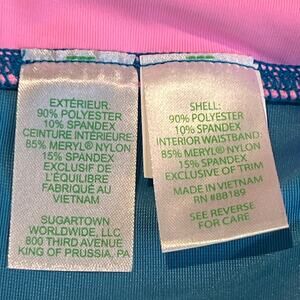 EXTÉRIEUR:
90% POLYESTER
10% SPANDEX
CEINTURE INTÉRIEURE:
85% MERYL® NYLON
15% SPANDEX
EXCLUSIF DE
L'ÉQUILIBRE
FABRIQUÉ AU
VIETNAM
SUGARTOWN
WORLDWIDE, LLC
800 THIRD AVENUE
KING OF PRUSSIA, PA
SHELL:
90% POLYESTER
10% SPANDEX
INTERIOR WAISTBAND:
85% MERYL® NYLON
15% SPANDEX
EXCLUSIVE OF TRIM
MADE IN VIETNAM
RN #88189
SEE REVERSE
FOR CARE